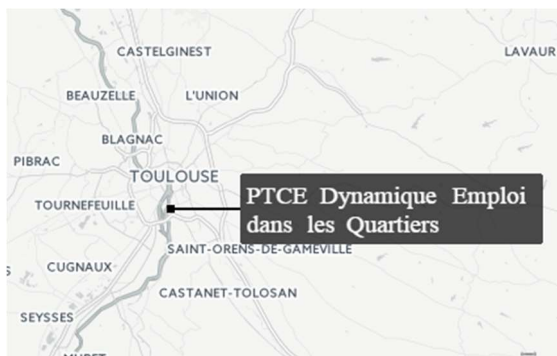 CASTELGINEST
LAVAUR
BEAUZELLE
L'UNION
BLAGNAC
PIBRAC
TOULOUSE
PTCE Dynamique Emploi
dans les Quartiers
TOURNEFEUILLE
SAINT-ORENS-DE-GAMEVILLE
CUGNAUX
CASTANET-TOLOSAN
SEYSSES
MURET